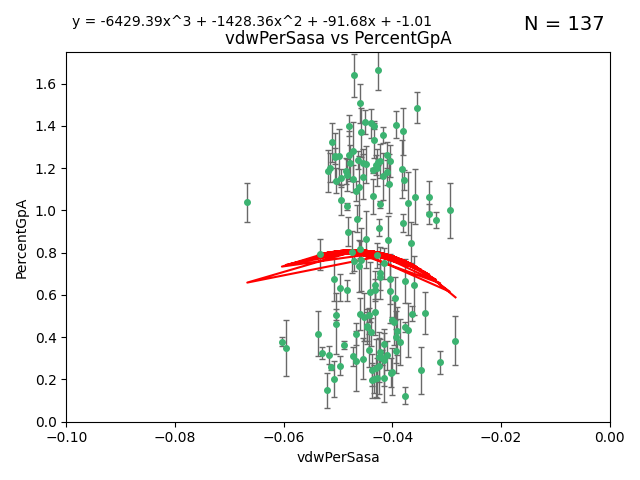 y = -6429.39x^3 + -1428.36x^2 + -91.68x + -1.01
N = 137
vdwPerSasa vs PercentGpA
PercentGpA
1.6
1.4
1.2
1.0
0.8
0.6
0.4
0.2
0.0
−0.10 −0.08 −0.06 −0.04 −0.02 0.00
vdwPerSasa